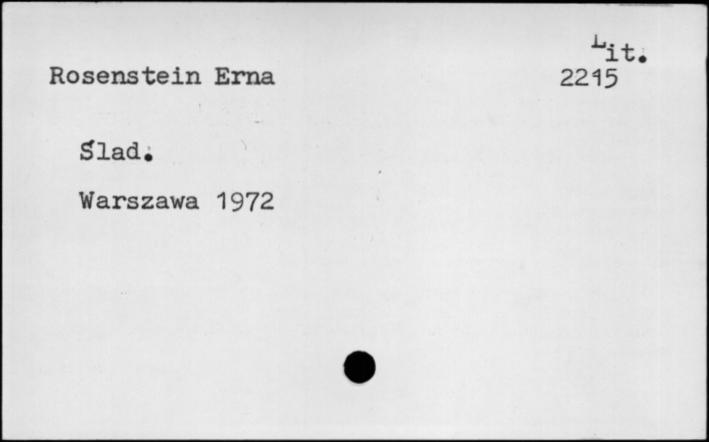 Lit.
Rosenstein Erna 2215
Ślad.
Warszawa 1972